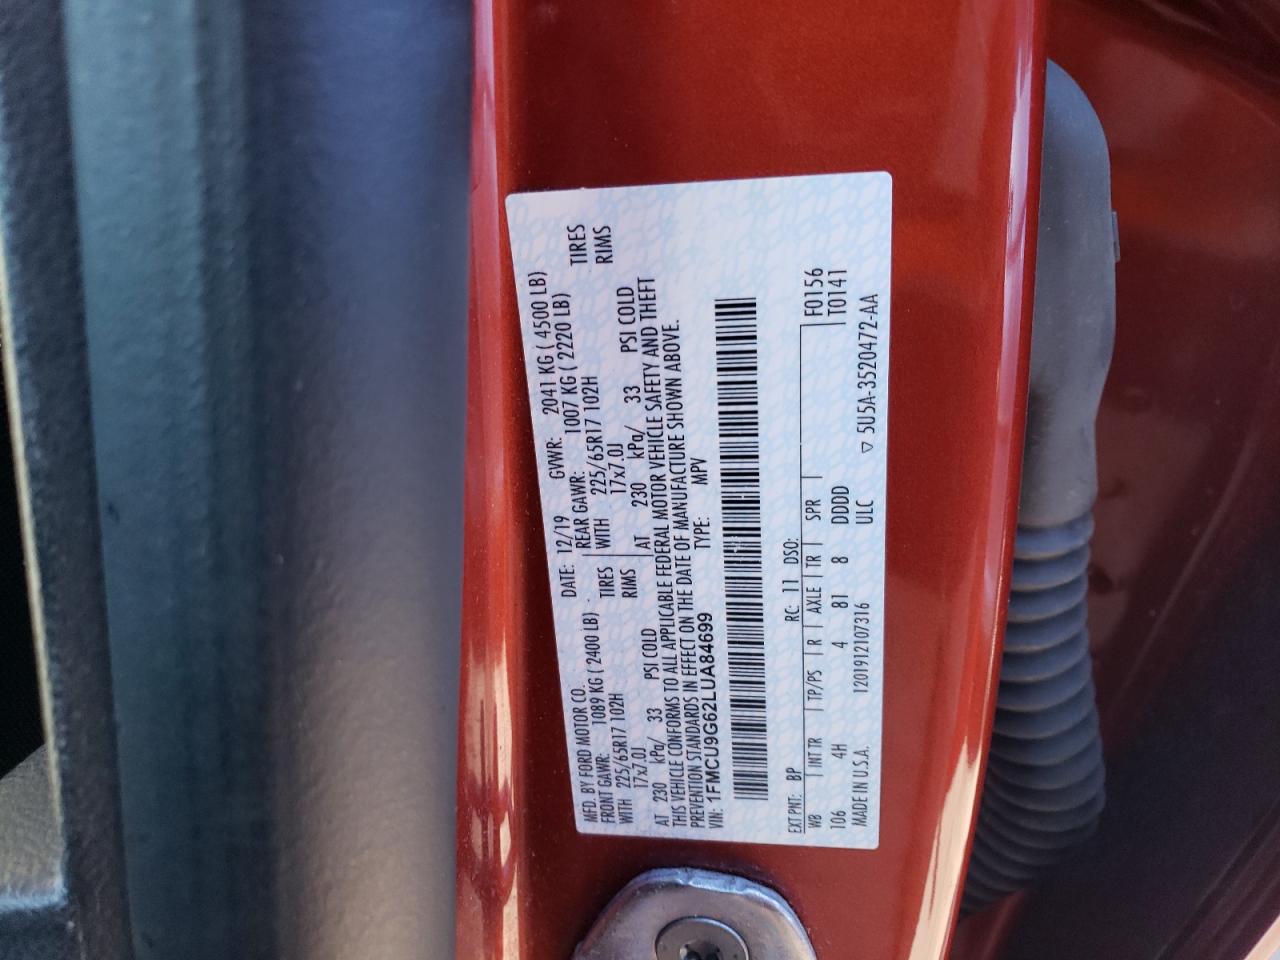 MFD. BY FORD MOTOR CO. DATE: 12/19 GVWR: 2041 KG ( 4500 LB)
FRONT GAWR: 1089 KG ( 2400 LB) REAR GAWR: 1007 KG ( 2220 LB)
WITH 225/65R17 102H TIRES WITH 225/65R17 102H TIRES
17x7.0J RIMS 17x7.0J RIMS
AT 230 kPa/ 33 PSI COLD AT 230 kPa/ 33 PSI COLD
THIS VEHICLE CONFORMS TO ALL APPLICABLE FEDERAL MOTOR VEHICLE SAFETY AND THEFT
PREVENTION STANDARDS IN EFFECT ON THE DATE OF MANUFACTURE SHOWN ABOVE.
VIN: 1FMCU9G62LUA84699 TYPE: MPV
EXT PNT: BP RC: 11 DSO: F0156
WB INT TR TP/PS R AXLE TR SPR T0141
106 4H 4 81 8 DDDD
MADE IN U.S.A. 1201912107316 ULC ▽ 5U5A-3520472-AA